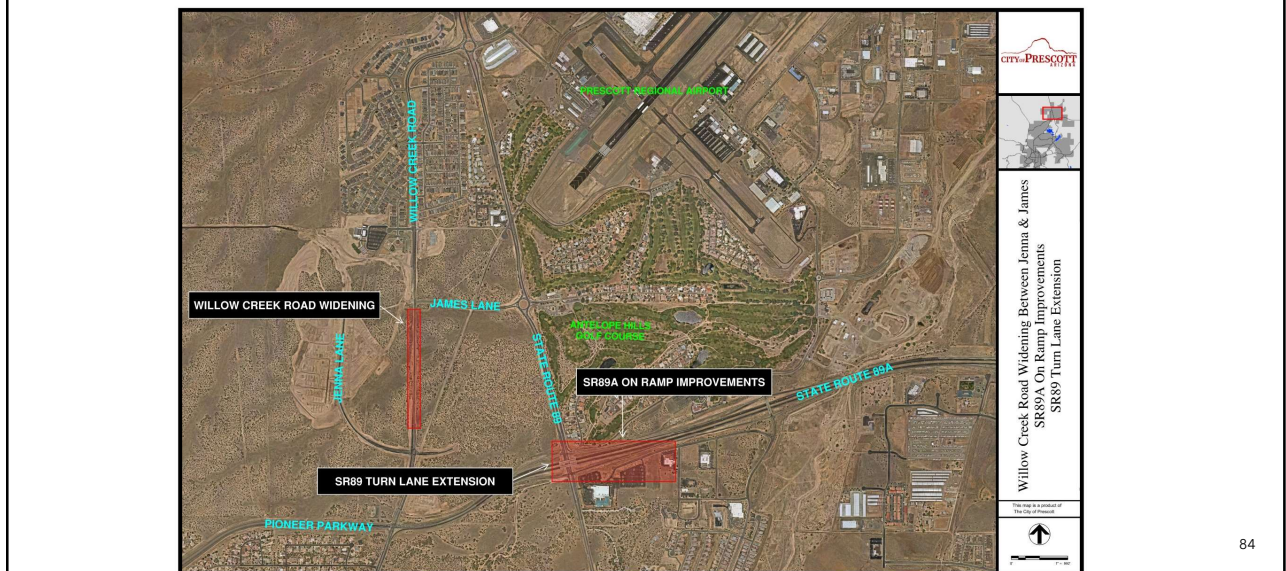 PRESCOTT REGIONAL AIRPORT
WILLOW CREEK ROAD
WILLOW CREEK ROAD WIDENING
JAMES LANE
JENNA LANE
ANTELOPE HILLS
GOLF COURSE
STATE ROUTE 89
SR89A ON RAMP IMPROVEMENTS
STATE ROUTE 89A
SR89 TURN LANE EXTENSION
PIONEER PARKWAY
CITY OF PRESCOTT
ARIZONA
Willow Creek Road Widening Between Jenna & James
SR89A On Ramp Improvements
SR89 Turn Lane Extension
This map is a product of
The City of Prescott
84